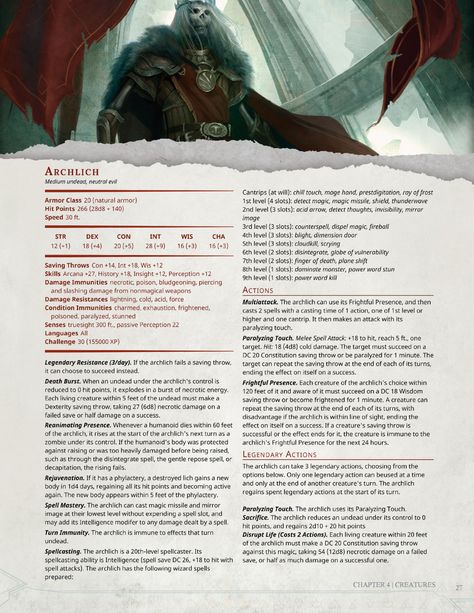 ARCHLICH
Medium undead, neutral evil
Armor Class 20 (natural armor)
Hit Points 266 (28d8 + 140)
Speed 30 ft.
STR DEX CON INT WIS CHA
12 (+1) 18 (+4) 20 (+5) 28 (+9) 16 (+3) 16 (+3)
Saving Throws Con +14, Int +18, Wis +12
Skills Arcana +27, History +18, Insight +12, Perception +12
Damage Immunities necrotic, poison, bludgeoning, piercing
and slashing damage from nonmagical weapons
Damage Resistances lightning, cold, acid, force
Condition Immunities charmed, exhaustion, frightened,
poisoned, paralyzed, stunned
Senses truesight 300 ft., passive Perception 22
Languages All
Challenge 30 (155000 XP)
Legendary Resistance (3/day). If the archlich fails a saving throw,
it can choose to succeed instead.
Death Burst. When an undead under the archlich's control is
reduced to 0 hit points, it explodes in a burst of necrotic energy.
Each living creature within 5 feet of the undead must make a
Dexterity saving throw, taking 27 (6d8) necrotic damage on a
failed save or half damage on a success.
Reanimating Presence. Whenever a humanoid dies within 60 feet
of the archlich, it rises at the start of the archlich's next turn as a
zombie under its control. If the humanoid's body was protected
against raising or was too heavily damaged before being raised,
such as through the disintegrate spell, the gentle repose spell, or
decapitation, the rising fails.
Rejuvenation. If it has a phylactery, a destroyed lich gains a new
body in 1d4 days, regaining all its hit points and becoming active
again. The new body appears within 5 feet of the phylactery.
Spell Mastery. The archlich can cast magic missile and mirror
image at their lowest level without expending a spell slot, and
may add its intelligence modifer to any damage dealt by a spell.
Turn Immunity. The archlich is immune to effects that turn
undead.
Spellcasting. The archlich is a 20th-level spellcaster. Its
spellcasting ability is Intelligence (spell save DC 26, +18 to hit with
spell attacks). The archlich has the following wizard spells
prepared:
Cantrips (at will): chill touch, mage hand, prestdigitation, ray of frost
1st level (4 slots): detect magic, magic missile, shield, thunderwave
2nd level (3 slots): acid arrow, detect thoughts, invisibility, mirror
image
3rd level (3 slots): counterspell, dispel magic, fireball
4th level (3 slots): blight, dimension door
5th level (3 slots): cloudkill, scrying
6th level (2 slots): disintegrate, globe of vulnerability
7th level (2 slots): finger of death, plane shift
8th level (1 slots): dominate monster, power word stun
9th level (1 slots): power word kill
ACTIONS
Multiattack. The archlich can use its Frightful Presence, and then
casts 2 spells with a casting time of 1 action, one of 1st level or
higher and one cantrip. It then makes an attack with its
paralyzing touch.
Paralyzing Touch. Melee Spell Attack: +18 to hit, reach 5 ft., one
target. Hit: 18 (4d8) cold damage. The target must succeed on a
DC 20 Constitution saving throw or be paralyzed for 1 minute. The
target can repeat the saving throw at the end of each of its turns,
ending the effect on itself on a success.
Frightful Presence. Each creature of the archlich's choice within
120 feet of it and aware of it must succeed on a DC 18 Wisdom
saving throw or become frightened for 1 minute. A creature can
repeat the saving throw at the end of each of its turns, with
disadvantage if the archlich is within line of sight, ending the
effect on itself on a success. If a creature's saving throw is
successful or the effect ends for it, the creature is immune to the
archlich's Frightful Presence for the next 24 hours.
LEGENDARY ACTIONS
The archlich can take 3 legendary actions, choosing from the
options below. Only one legendary action can beused at a time
and only at the end of another creature's turn. The archlich
regains spent legendary actions at the start of its turn.
Paralyzing Touch. The archlich uses its Paralyzing Touch.
Sacrifice. The archlich reduces an undead under its control to 0
hit points, and regains 2d10 + 20 hit points
Disrupt Life (Costs 2 Actions). Each living creature within 20 feet
of the archlich must make a DC 20 Constitution saving throw
against this magic, taking 54 (12d8) necrotic damage on a failed
save, or half as much damage on a successful one.
CHAPTER 4 | CREATURES
27